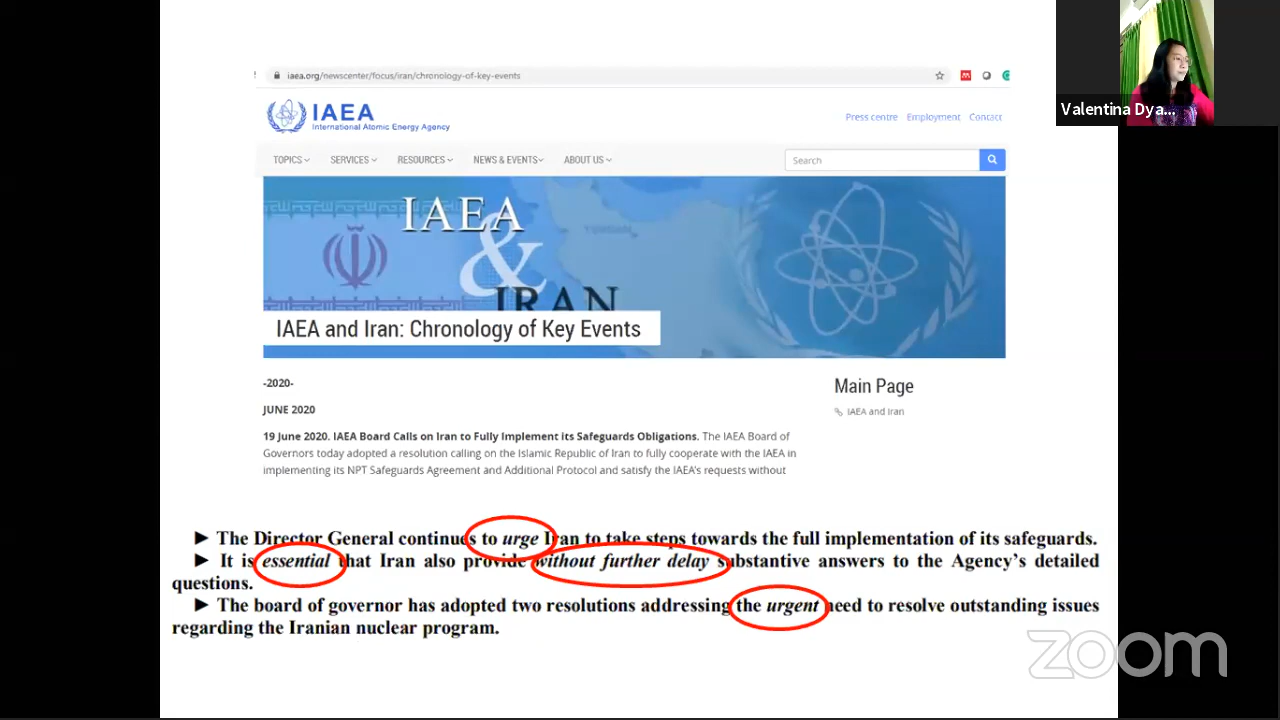 iaea.org/newscenter/focus/iran/chronology-of-key-events
IAEA
International Atomic Energy Agency
Press centre Employment Contact
TOPICS SERVICES RESOURCES NEWS & EVENTS ABOUT US
Search
IAEA
&
IRAN
TEHRAN
IAEA and Iran: Chronology of Key Events
-2020-
JUNE 2020
19 June 2020. IAEA Board Calls on Iran to Fully Implement its Safeguards Obligations. The IAEA Board of
Governors today adopted a resolution calling on the Islamic Republic of Iran to fully cooperate with the IAEA in
implementing its NPT Safeguards Agreement and Additional Protocol and satisfy the IAEA's requests without
Main Page
IAEA and Iran
► The Director General continues to urge Iran to take steps towards the full implementation of its safeguards.
► It is essential that Iran also provide without further delay substantive answers to the Agency's detailed
questions.
► The board of governor has adopted two resolutions addressing the urgent need to resolve outstanding issues
regarding the Iranian nuclear program.
Valentina Dya...
zoom